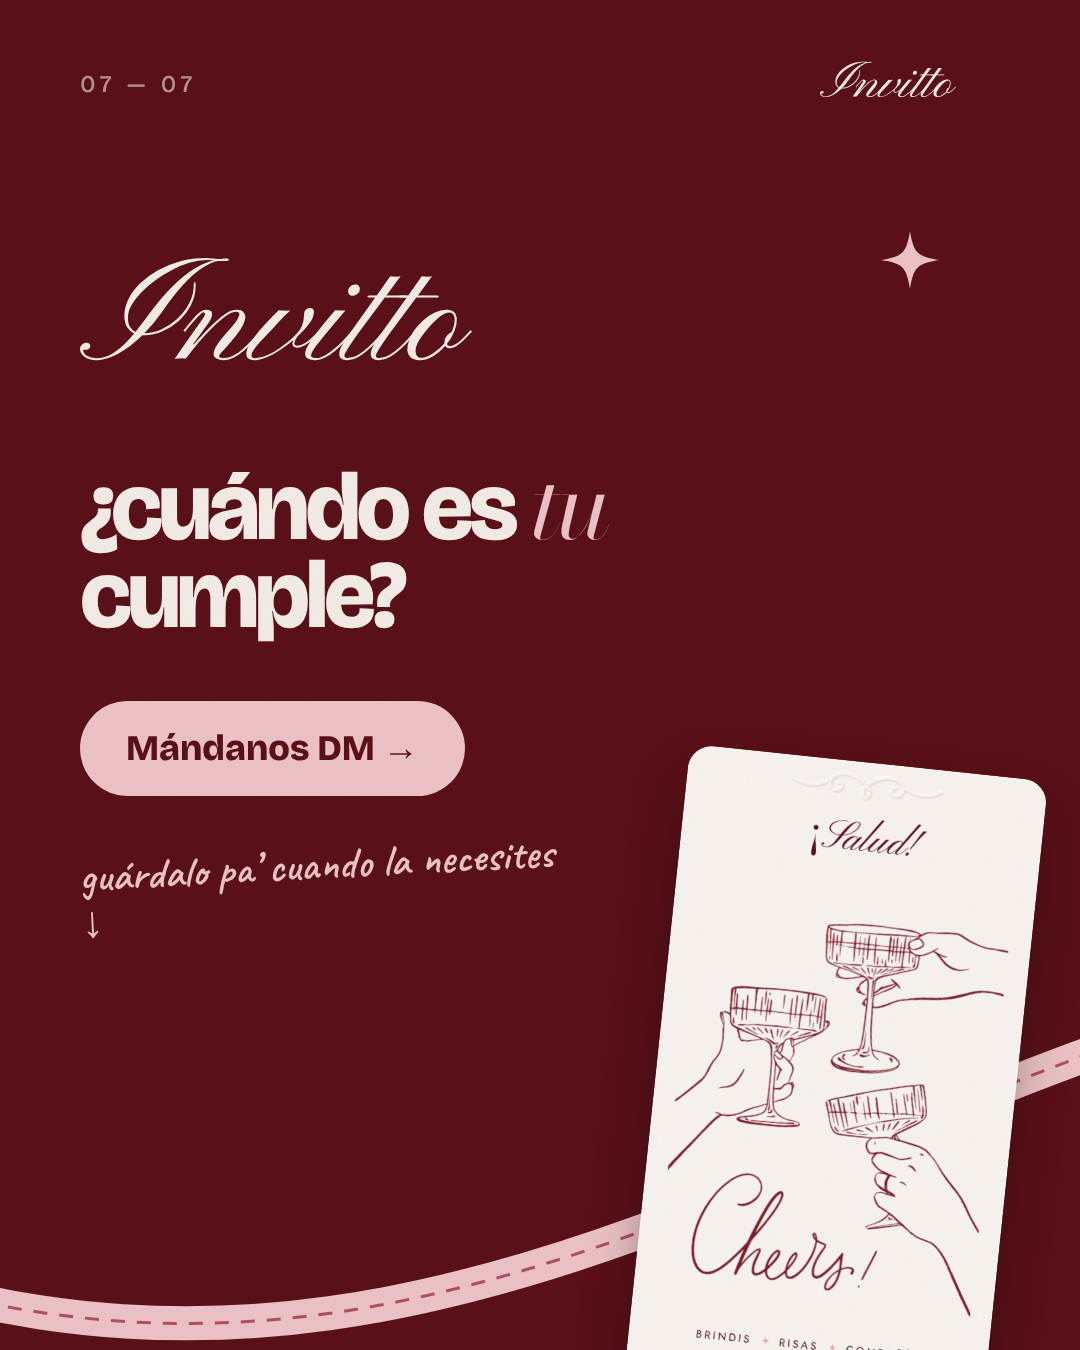 07 — 07
Invitto
Invitto
¿cuándo es tu
cumple?
Mándanos DM →
guárdalo pa’ cuando la necesites
↓
¡Salud!
Cheers!
BRINDIS ✦ RISAS ✦